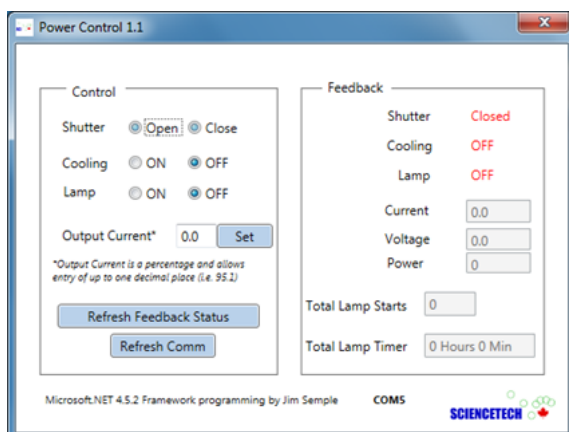 Power Control 1.1
Control
Shutter Open Close
Cooling ON OFF
Lamp ON OFF
Output Current* 0.0 Set
*Output Current is a percentage and allows
entry of up to one decimal place (i.e. 95.1)
Refresh Feedback Status
Refresh Comm
Feedback
Shutter Closed
Cooling OFF
Lamp OFF
Current 0.0
Voltage 0.0
Power 0
Total Lamp Starts 0
Total Lamp Timer 0 Hours 0 Min
Microsoft.NET 4.5.2 Framework programming by Jim Semple COM5
SCIENCETECH